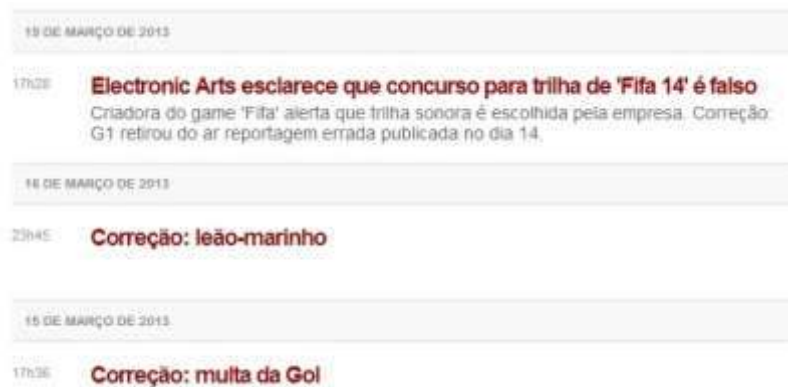 19 DE MARÇO DE 2013
17h28
Electronic Arts esclarece que concurso para trilha de 'Fifa 14' é falso
Criadora do game 'Fifa' alerta que trilha sonora é escolhida pela empresa. Correção:
G1 retirou do ar reportagem errada publicada no dia 14.
16 DE MARÇO DE 2013
23h45
Correção: leão-marinho
15 DE MARÇO DE 2013
17h36
Correção: multa da Gol